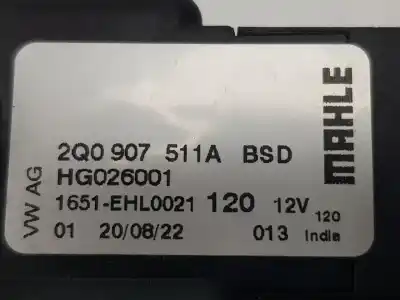 2Q0 907 511A BSD
HG026001
1651-EHL0021 120 12V 120
01 20/08/22 013 India
VW AG
MAHLE